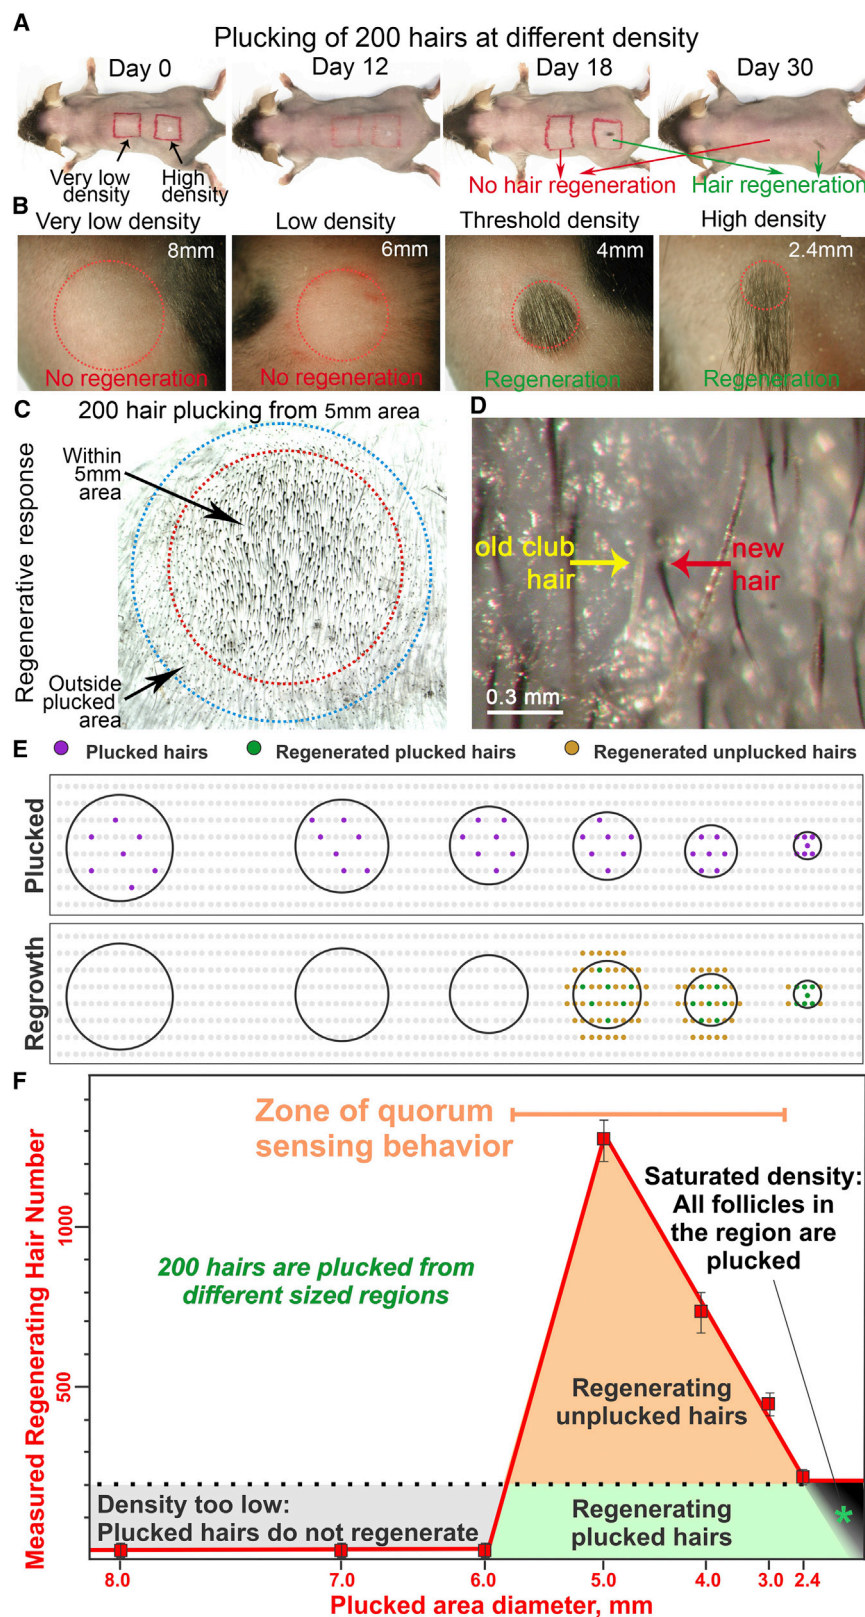 A
Plucking of 200 hairs at different density
Day 0
Day 12
Day 18
Day 30
Very low
density
High
density
No hair regeneration
Hair regeneration
B
Very low density
Low density
Threshold density
High density
8mm
6mm
4mm
2.4mm
No regeneration
No regeneration
Regeneration
Regeneration
C
200 hair plucking from 5mm area
Regenerative response
Within
5mm
area
Outside
plucked
area
D
old club
hair
new
hair
0.3 mm
E
Plucked hairs
Regenerated plucked hairs
Regenerated unplucked hairs
Plucked
Regrowth
F
Measured Regenerating Hair Number
1000
500
Zone of quorum
sensing behavior
Saturated density:
All follicles in
the region are
plucked
200 hairs are plucked from
different sized regions
Regenerating
unplucked hairs
Density too low:
Plucked hairs do not regenerate
Regenerating
plucked hairs
*
8.0
7.0
6.0
5.0
4.0
3.0
2.4
Plucked area diameter, mm